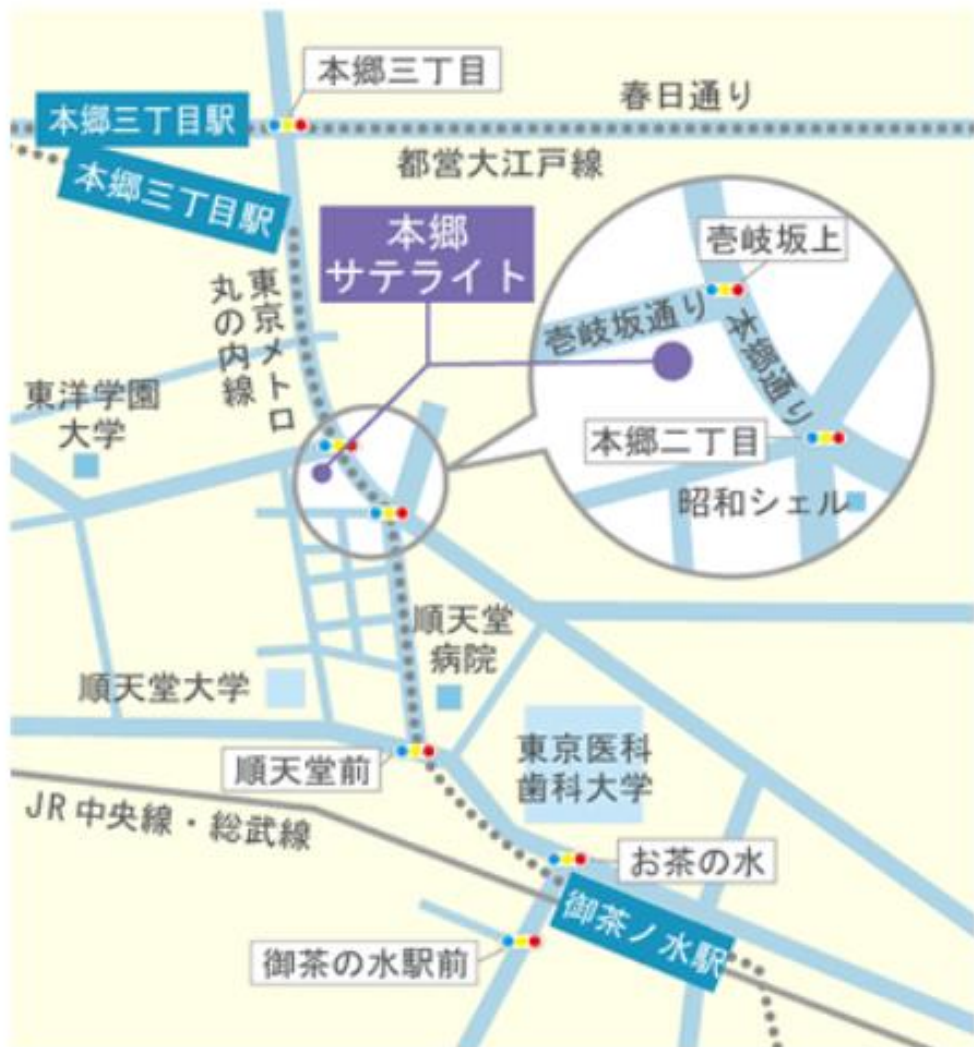 本郷三丁目
春日通り
本郷三丁目駅
都営大江戸線
本郷三丁目駅
本郷
サテライト
壱岐坂上
東京メトロ
丸の内線
壱岐坂通り
本郷通り
東洋学園
大学
本郷二丁目
昭和シェル
順天堂
病院
順天堂大学
順天堂前
東京医科
歯科大学
JR中央線・総武線
お茶の水
御茶ノ水駅
御茶の水駅前